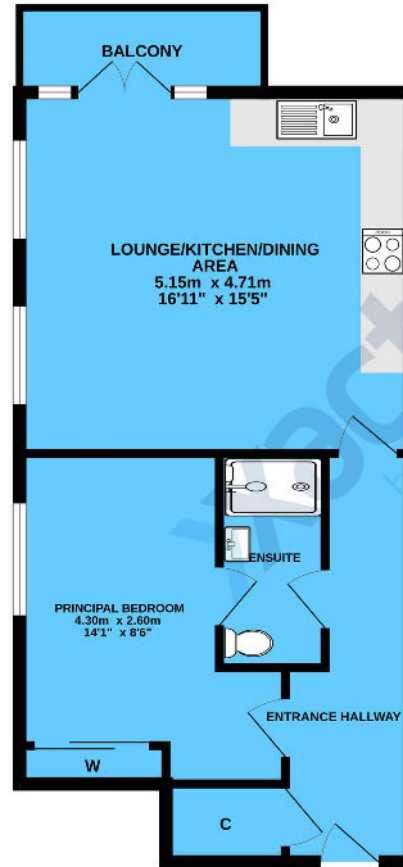 BALCONY
LOUNGE/KITCHEN/DINING
AREA
5.15m x 4.71m
16'11" x 15'5"
ENSUITE
PRINCIPAL BEDROOM
4.30m x 2.60m
14'1" x 8'6"
ENTRANCE HALLWAY
W
C